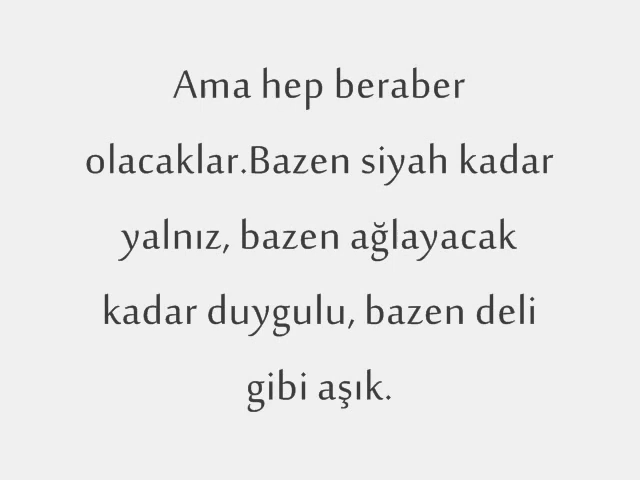 Ama hep beraber
olacaklar.Bazen siyah kadar
yalnız, bazen ağlayacak
kadar duygulu, bazen deli
gibi aşık.